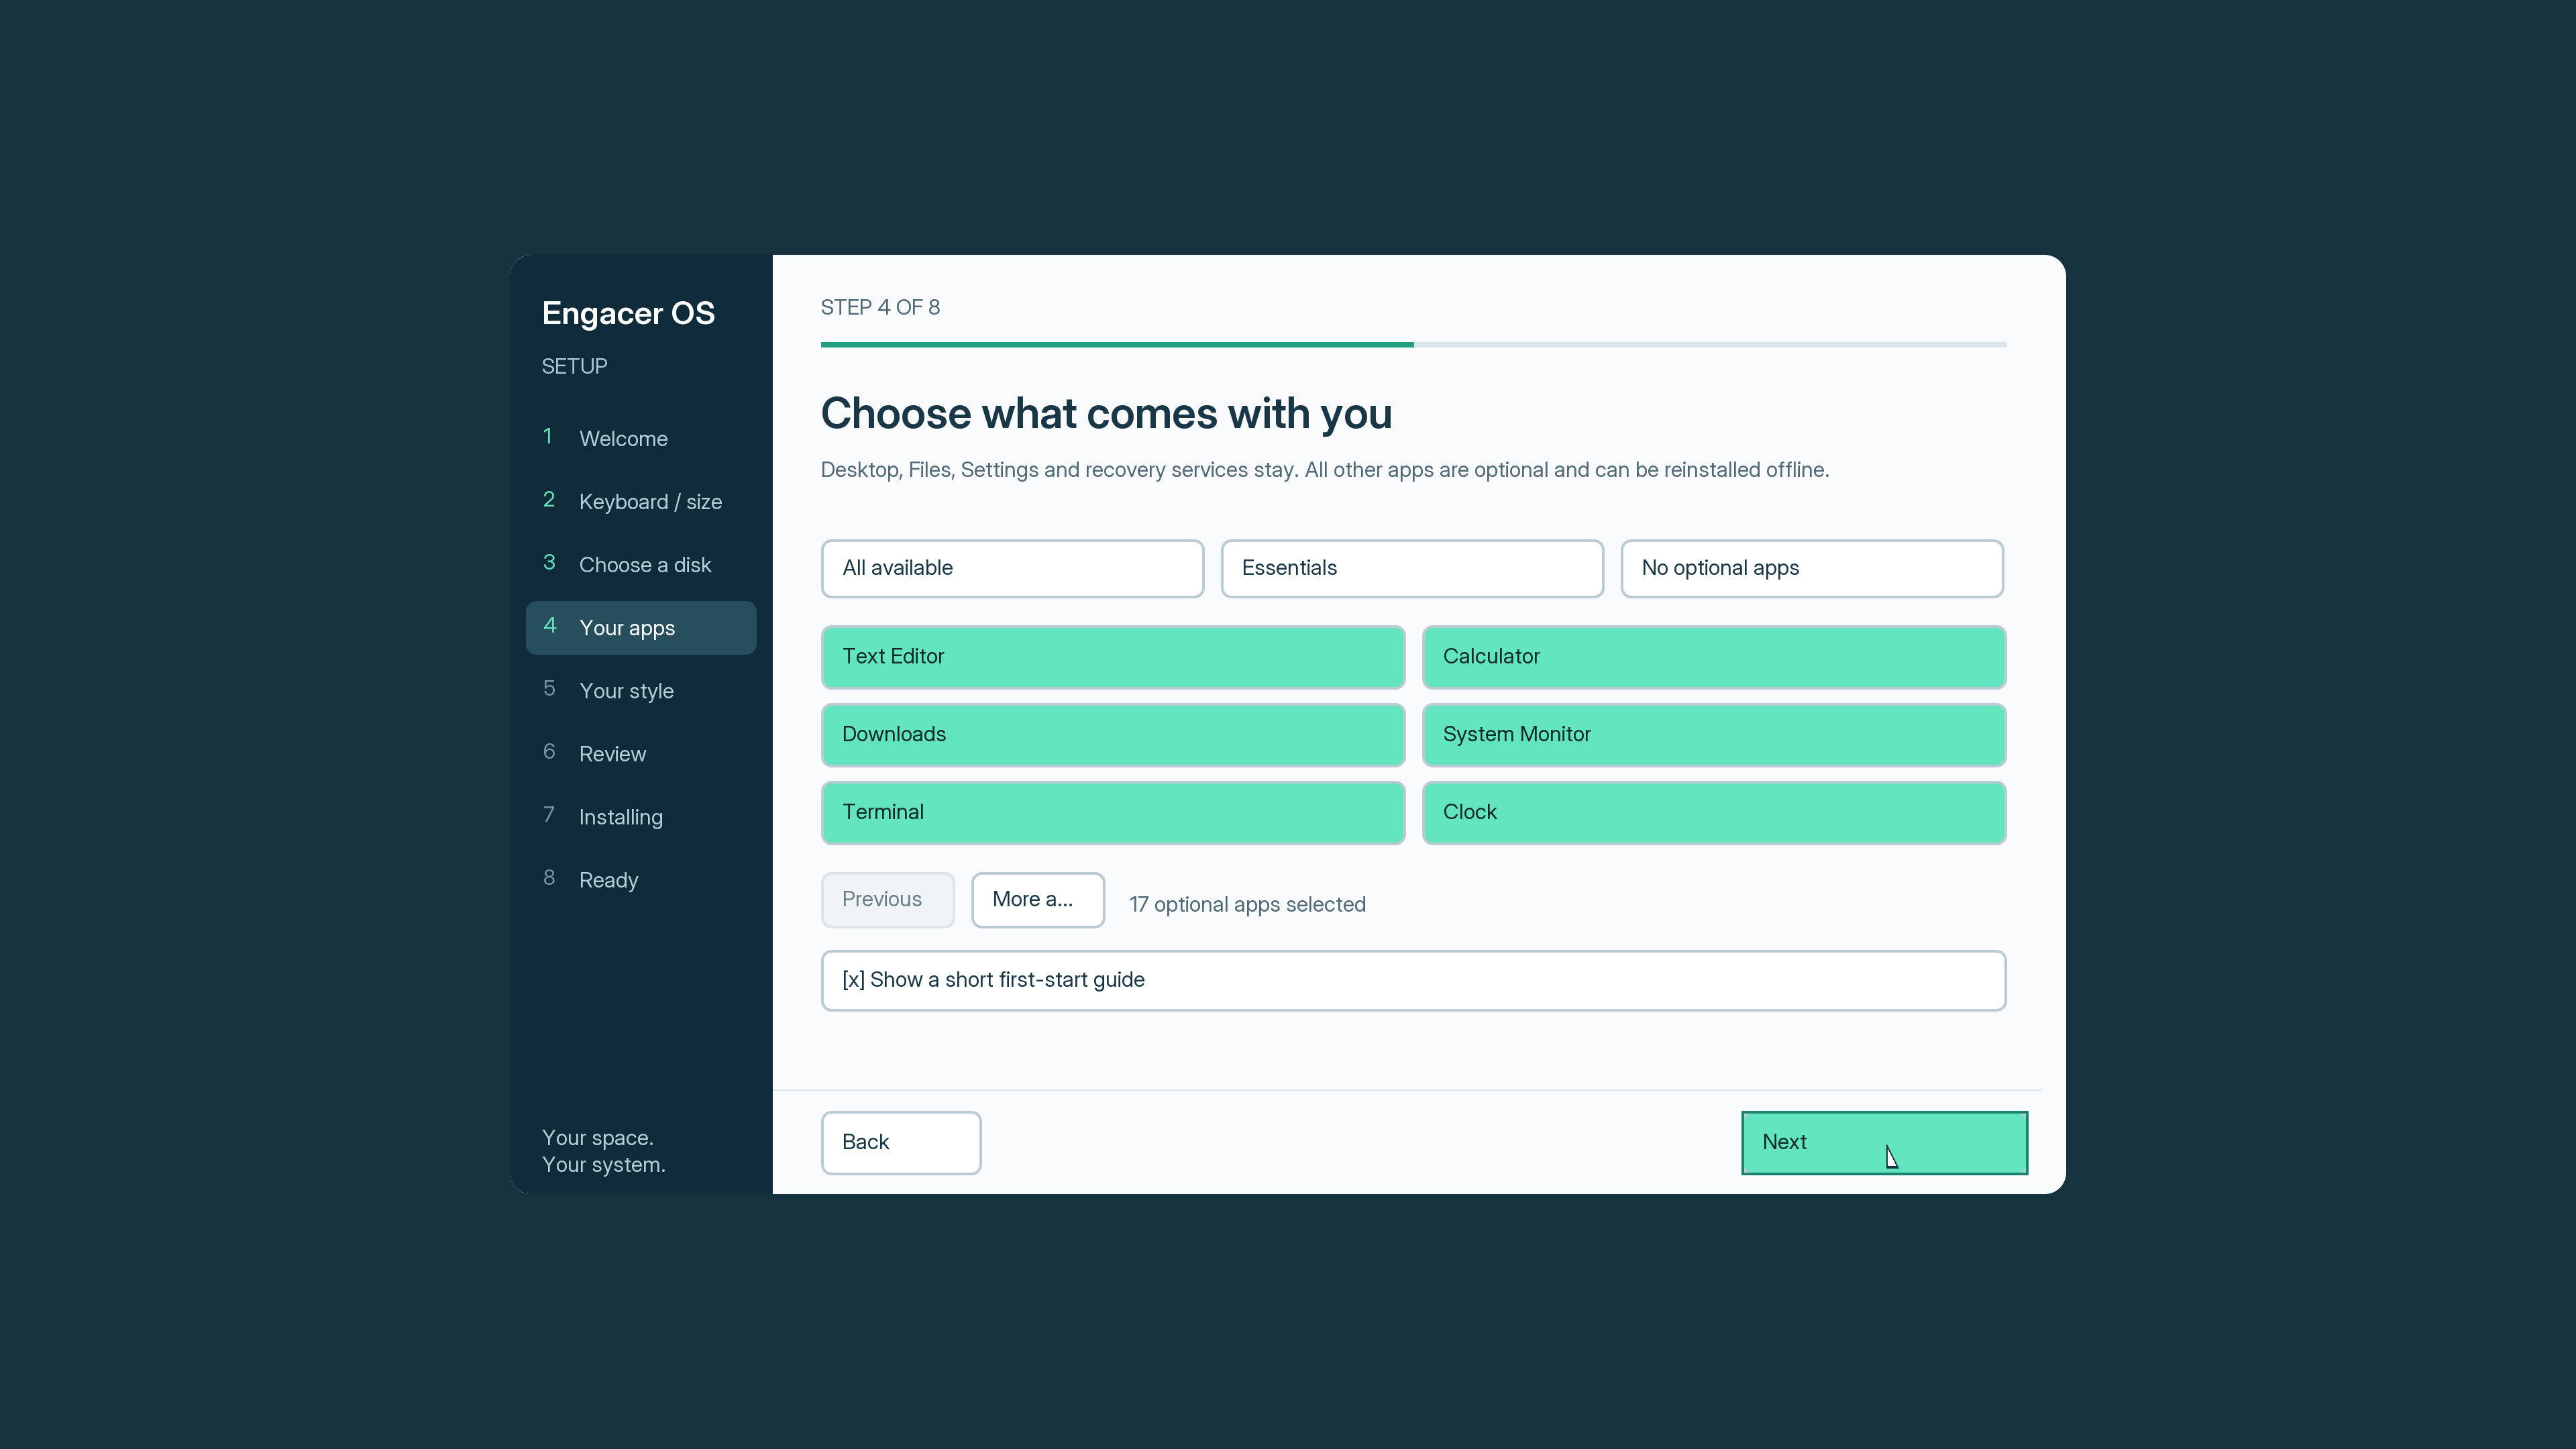 Engacer OS
SETUP
1 Welcome
2 Keyboard / size
3 Choose a disk
4 Your apps
5 Your style
6 Review
7 Installing
8 Ready
Your space.
Your system.
STEP 4 OF 8
Choose what comes with you
Desktop, Files, Settings and recovery services stay. All other apps are optional and can be reinstalled offline.
All available Essentials No optional apps
Text Editor Calculator
Downloads System Monitor
Terminal Clock
Previous More a... 17 optional apps selected
[x] Show a short first-start guide
Back Next